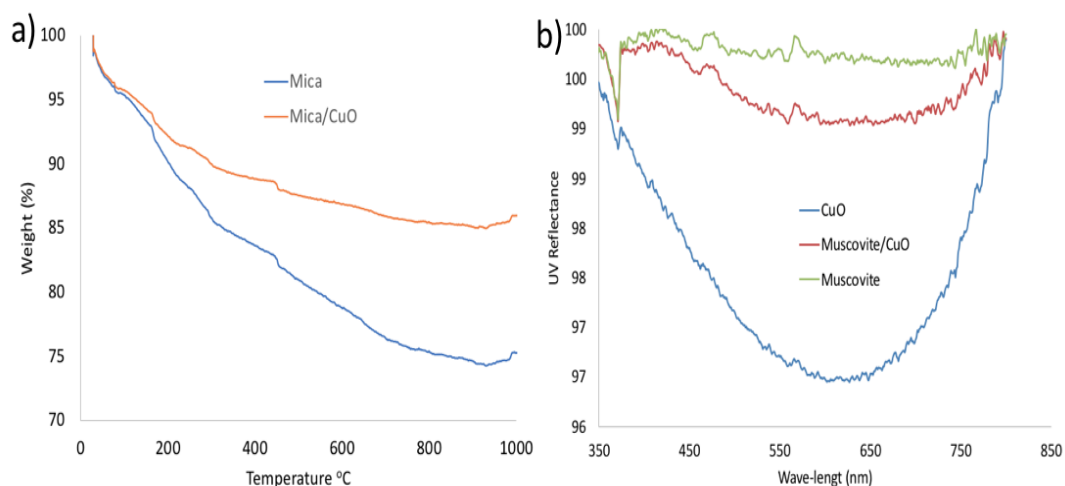 a)
100
95
90
85
80
75
70
Weight (%)
Mica
Mica/CuO
0 200 400 600 800 1000
Temperature °C
b)
100
100
99
99
98
98
97
97
96
UV Reflectance
CuO
Muscovite/CuO
Muscovite
350 450 550 650 750 850
Wave-lengt (nm)